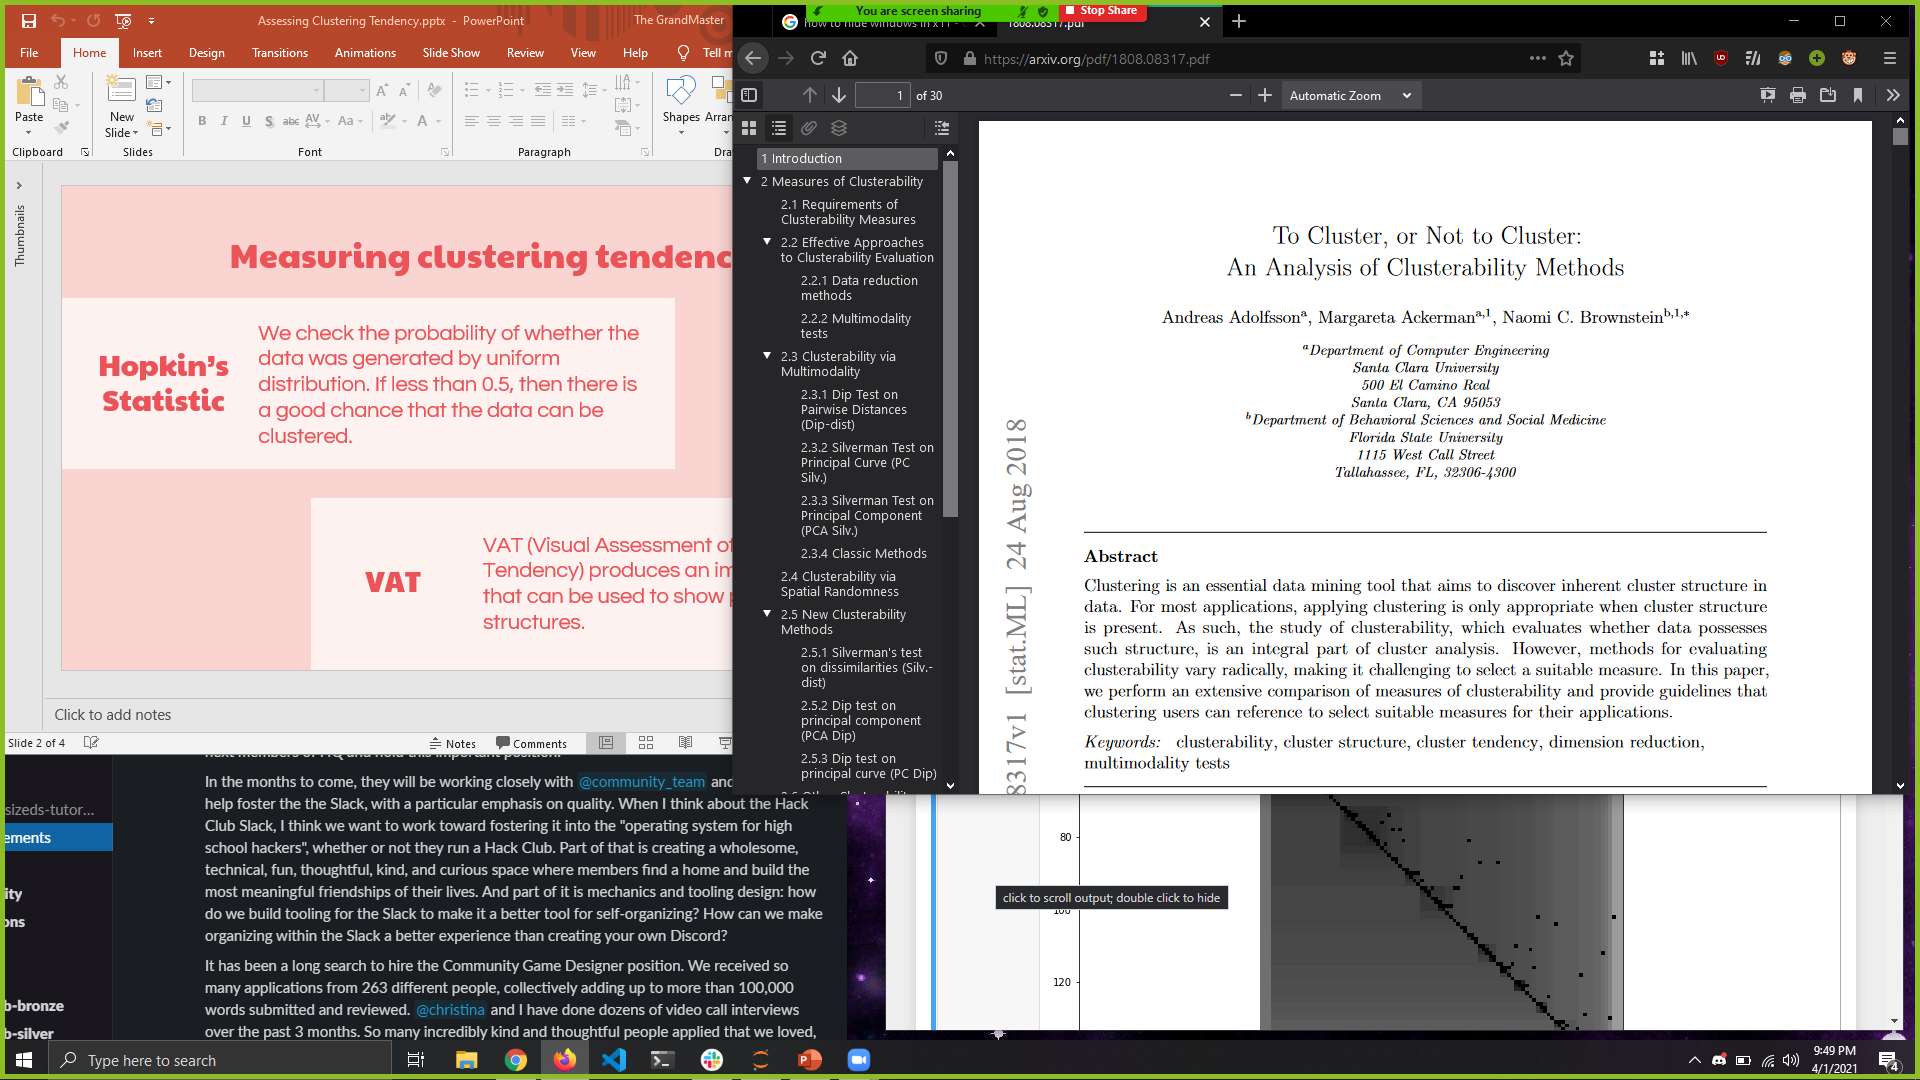 Assessing Clustering Tendency.pptx - PowerPoint
The GrandMaster
File
Home
Insert
Design
Transitions
Animations
Slide Show
Review
View
Help
Tell m
Paste
New
Slide
Shapes
Arran
Clipboard
Slides
Font
Paragraph
Dra
Thumbnails
Measuring clustering tendenc
Hopkin's
Statistic
We check the probability of whether the
data was generated by uniform
distribution. If less than 0.5, then there is
a good chance that the data can be
clustered.
VAT
VAT (Visual Assessment of
Tendency) produces an im
that can be used to show
structures.
Click to add notes
Slide 2 of 4
Notes
Comments
You are screen sharing
Stop Share
how to hide windows in x11 -
1808.08317.pdf
https://arxiv.org/pdf/1808.08317.pdf
1
of 30
Automatic Zoom
1 Introduction
2 Measures of Clusterability
2.1 Requirements of
Clusterability Measures
2.2 Effective Approaches
to Clusterability Evaluation
2.2.1 Data reduction
methods
2.2.2 Multimodality
tests
2.3 Clusterability via
Multimodality
2.3.1 Dip Test on
Pairwise Distances
(Dip-dist)
2.3.2 Silverman Test on
Principal Curve (PC
Silv.)
2.3.3 Silverman Test on
Principal Component
(PCA Silv.)
2.3.4 Classic Methods
2.4 Clusterability via
Spatial Randomness
2.5 New Clusterability
Methods
2.5.1 Silverman's test
on dissimilarities (Silv.-
dist)
2.5.2 Dip test on
principal component
(PCA Dip)
2.5.3 Dip test on
principal curve (PC Dip)
8317v1 [stat.ML] 24 Aug 2018
To Cluster, or Not to Cluster:
An Analysis of Clusterability Methods
Andreas Adolfssonᵃ, Margareta Ackermanᵃ,¹, Naomi C. Brownsteinᵇ,¹,*
ᵃDepartment of Computer Engineering
Santa Clara University
500 El Camino Real
Santa Clara, CA 95053
ᵇDepartment of Behavioral Sciences and Social Medicine
Florida State University
1115 West Call Street
Tallahassee, FL, 32306-4300
Abstract
Clustering is an essential data mining tool that aims to discover inherent cluster structure in
data. For most applications, applying clustering is only appropriate when cluster structure
is present. As such, the study of clusterability, which evaluates whether data possesses
such structure, is an integral part of cluster analysis. However, methods for evaluating
clusterability vary radically, making it challenging to select a suitable measure. In this paper,
we perform an extensive comparison of measures of clusterability and provide guidelines that
clustering users can reference to select suitable measures for their applications.
Keywords: clusterability, cluster structure, cluster tendency, dimension reduction,
multimodality tests
sizeds-tutor...
ements
ity
ons
b-bronze
b-silver
In the months to come, they will be working closely with @community_team and
help foster the the Slack, with a particular emphasis on quality. When I think about the Hack
Club Slack, I think we want to work toward fostering it into the "operating system for high
school hackers", whether or not they run a Hack Club. Part of that is creating a wholesome,
technical, fun, thoughtful, kind, and curious space where members find a home and build the
most meaningful friendships of their lives. And part of it is mechanics and tooling design: how
do we build tooling for the Slack to make it a better tool for self-organizing? How can we make
organizing within the Slack a better experience than creating your own Discord?
It has been a long search to hire the Community Game Designer position. We received so
many applications from 263 different people, collectively adding up to more than 100,000
words submitted and reviewed. @christina and I have done dozens of video call interviews
over the past 3 months. So many incredibly kind and thoughtful people applied that we loved,
80
click to scroll output; double click to hide
100
120
Type here to search
9:49 PM
4/1/2021
4